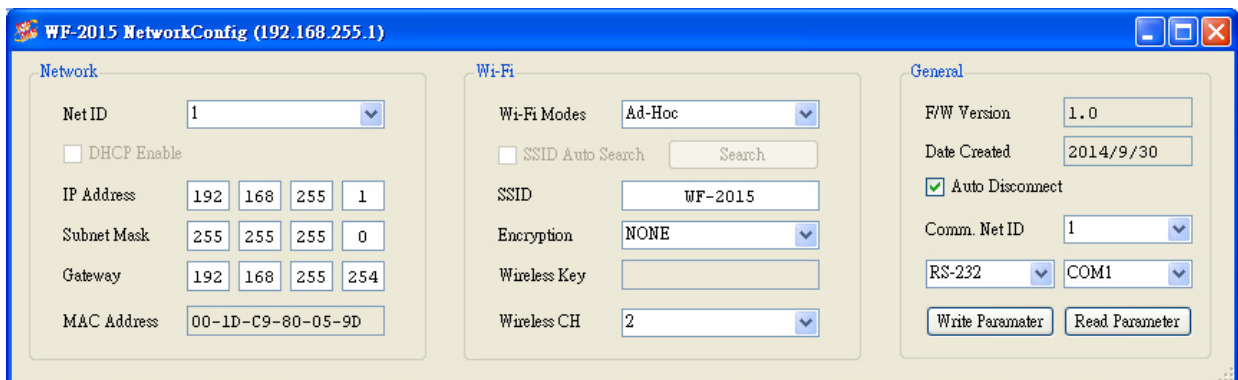 WF-2015 NetworkConfig (192.168.255.1)
Network
Net ID 1
DHCP Enable
IP Address 192 168 255 1
Subnet Mask 255 255 255 0
Gateway 192 168 255 254
MAC Address 00-1D-C9-80-05-9D
Wi-Fi
Wi-Fi Modes Ad-Hoc
SSID Auto Search Search
SSID WF-2015
Encryption NONE
Wireless Key
Wireless CH 2
General
F/W Version 1.0
Date Created 2014/9/30
Auto Disconnect
Comm. Net ID 1
RS-232 COM1
Write Paramater Read Parameter